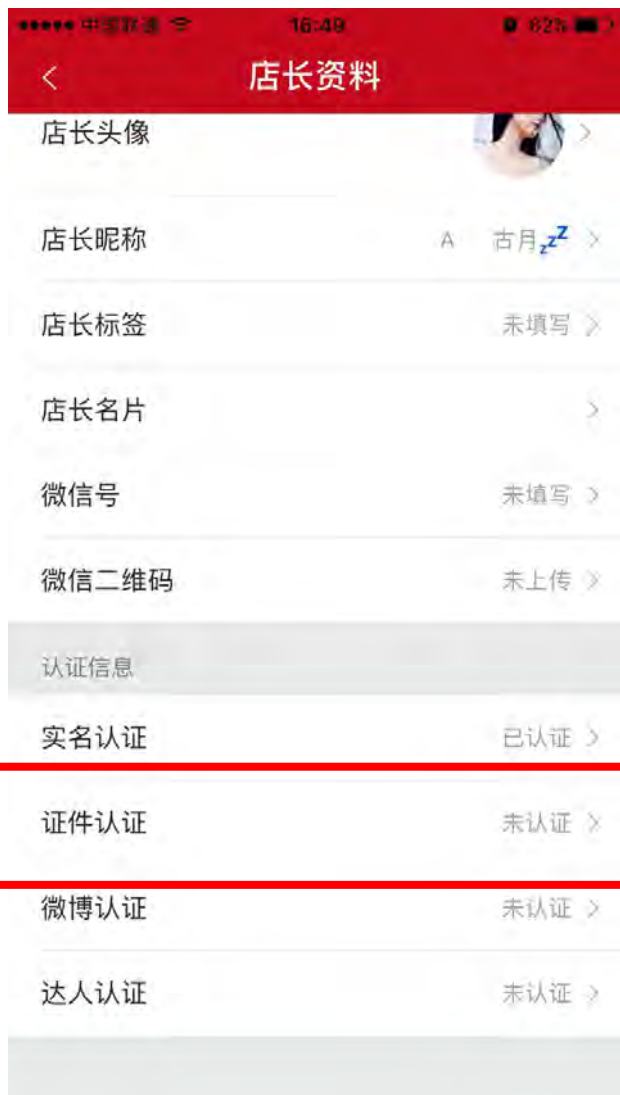 中国联通 16:49 82%
店长资料
店长头像
店长昵称 A 古月zzZ
店长标签 未填写
店长名片
微信号 未填写
微信二维码 未上传
认证信息
实名认证 已认证
证件认证 未认证
微博认证 未认证
达人认证 未认证